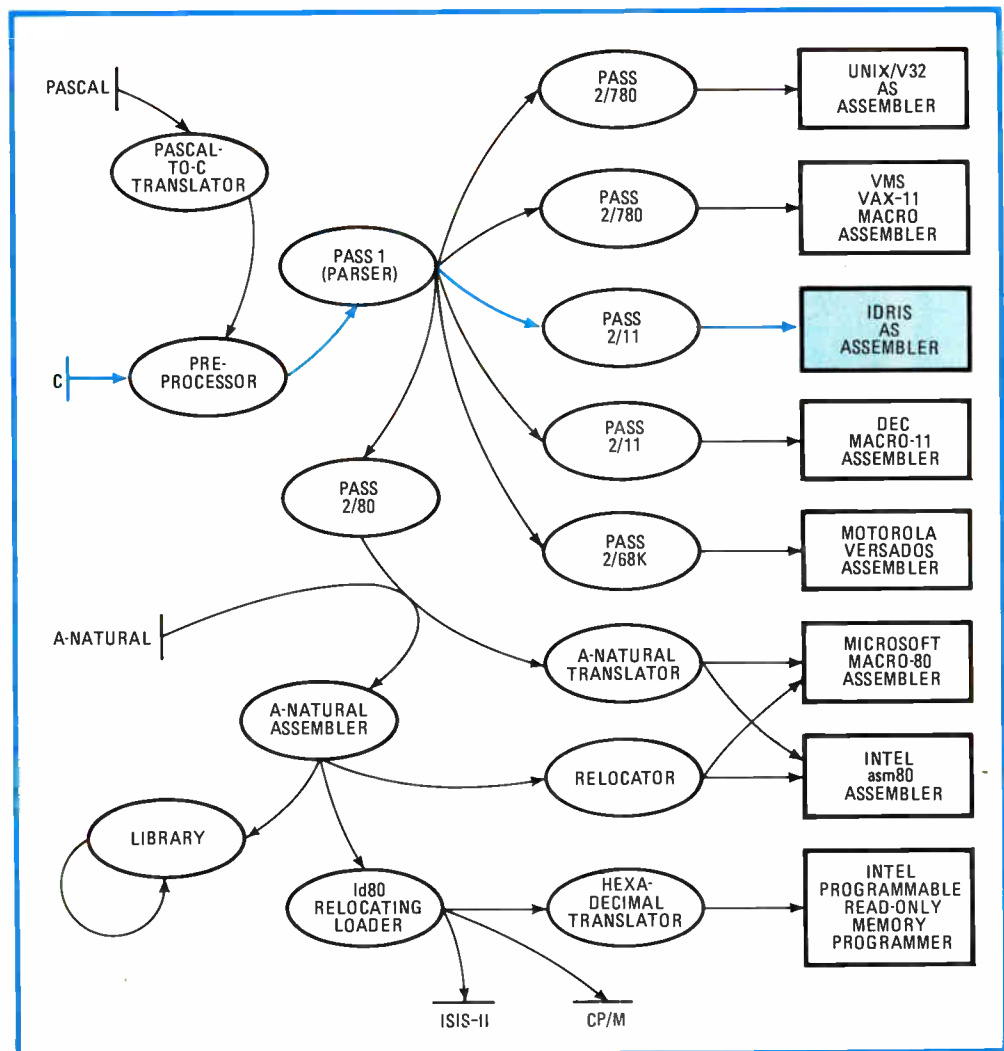 PASCAL
PASCAL-
TO-C
TRANSLATOR
C
PRE-
PROCESSOR
PASS 1
(PARSER)
PASS
2/780
UNIX/V32
AS
ASSEMBLER
PASS
2/780
VMS
VAX-11
MACRO
ASSEMBLER
PASS
2/11
IDRIS
AS
ASSEMBLER
PASS
2/11
DEC
MACRO-11
ASSEMBLER
PASS
2/68K
MOTOROLA
VERSADOS
ASSEMBLER
PASS
2/80
A-NATURAL
A-NATURAL
TRANSLATOR
MICROSOFT
MACRO-80
ASSEMBLER
A-NATURAL
ASSEMBLER
RELOCATOR
INTEL
asm80
ASSEMBLER
LIBRARY
ld80
RELOCATING
LOADER
HEXA-
DECIMAL
TRANSLATOR
INTEL
PROGRAMMABLE
READ-ONLY
MEMORY
PROGRAMMER
ISIS-II
CP/M